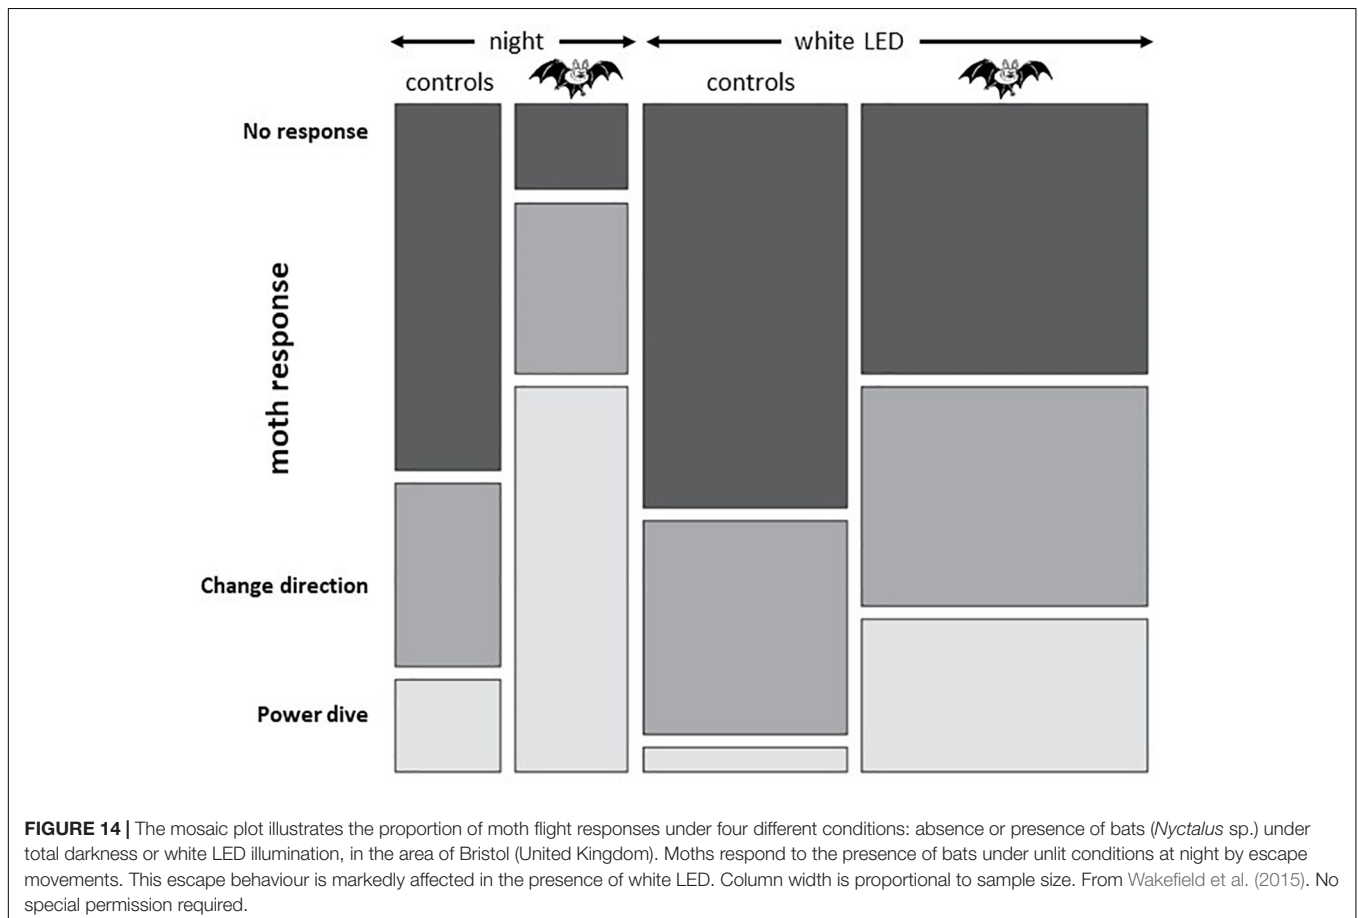 night white LED
controls controls
No response
moth response
Change direction
Power dive
FIGURE 14 | The mosaic plot illustrates the proportion of moth flight responses under four different conditions: absence or presence of bats (Nyctalus sp.) under
total darkness or white LED illumination, in the area of Bristol (United Kingdom). Moths respond to the presence of bats under unlit conditions at night by escape
movements. This escape behaviour is markedly affected in the presence of white LED. Column width is proportional to sample size. From Wakefield et al. (2015). No
special permission required.